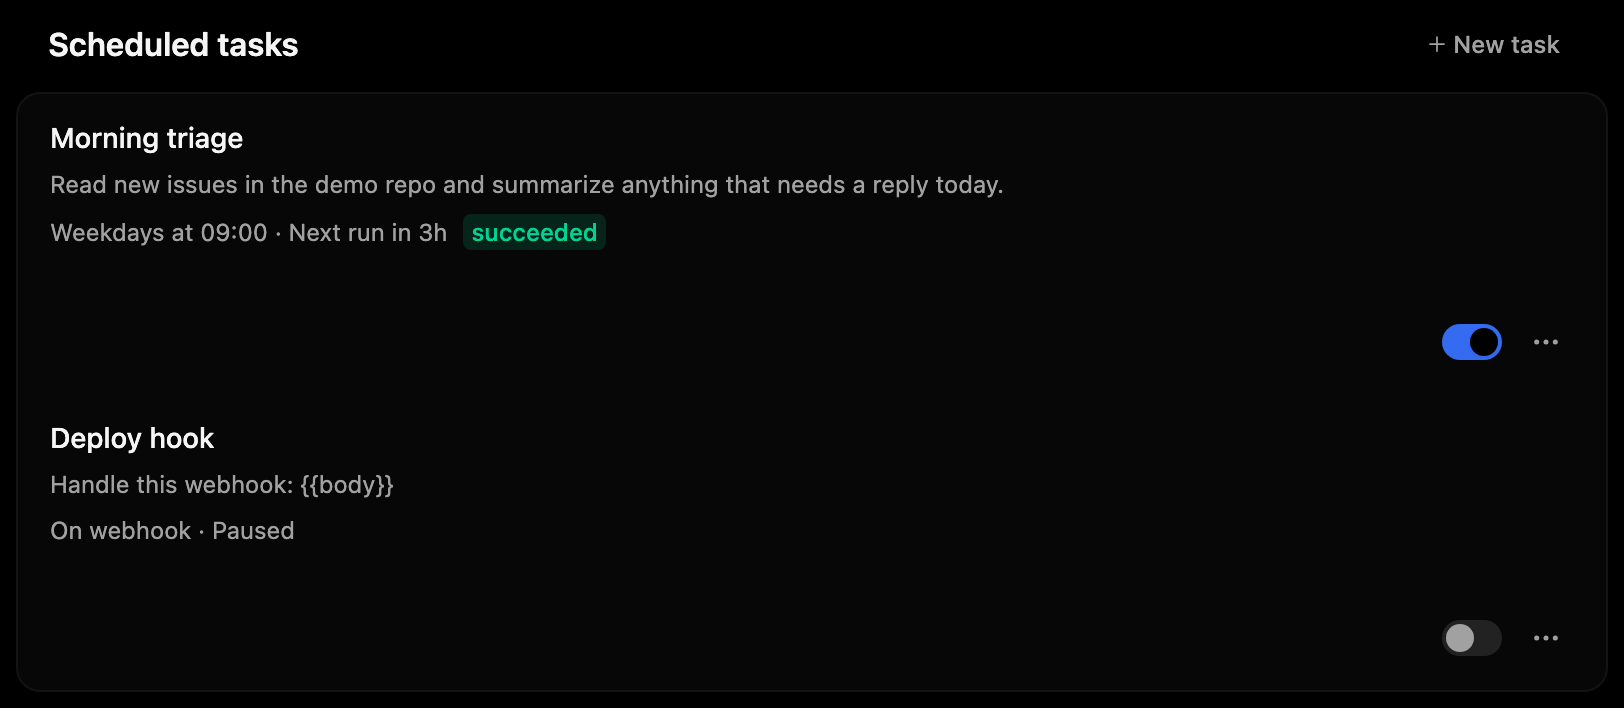 Scheduled tasks
+ New task
Morning triage
Read new issues in the demo repo and summarize anything that needs a reply today.
Weekdays at 09:00 · Next run in 3h succeeded
Deploy hook
Handle this webhook: {{body}}
On webhook · Paused